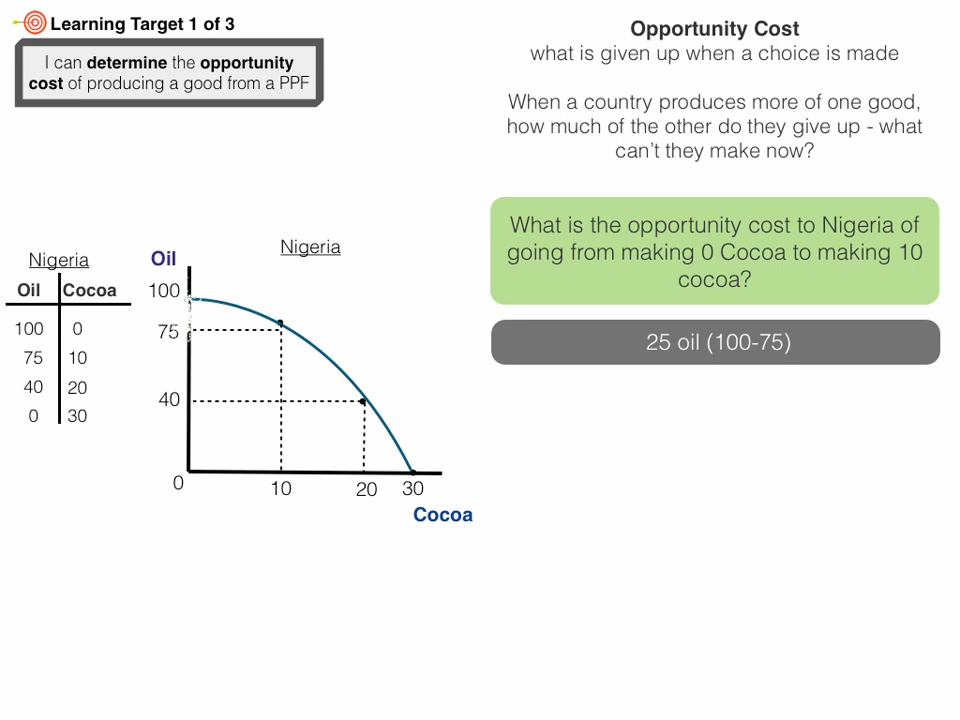 Learning Target 1 of 3
I can determine the opportunity
cost of producing a good from a PPF
Opportunity Cost
what is given up when a choice is made
When a country produces more of one good,
how much of the other do they give up - what
can't they make now?
What is the opportunity cost to Nigeria of
going from making 0 Cocoa to making 10
cocoa?
25 oil (100-75)
Nigeria
Oil Cocoa
100 0
75 10
40 20
0 30
Nigeria
Oil
100
75
40
0
10 20 30
Cocoa